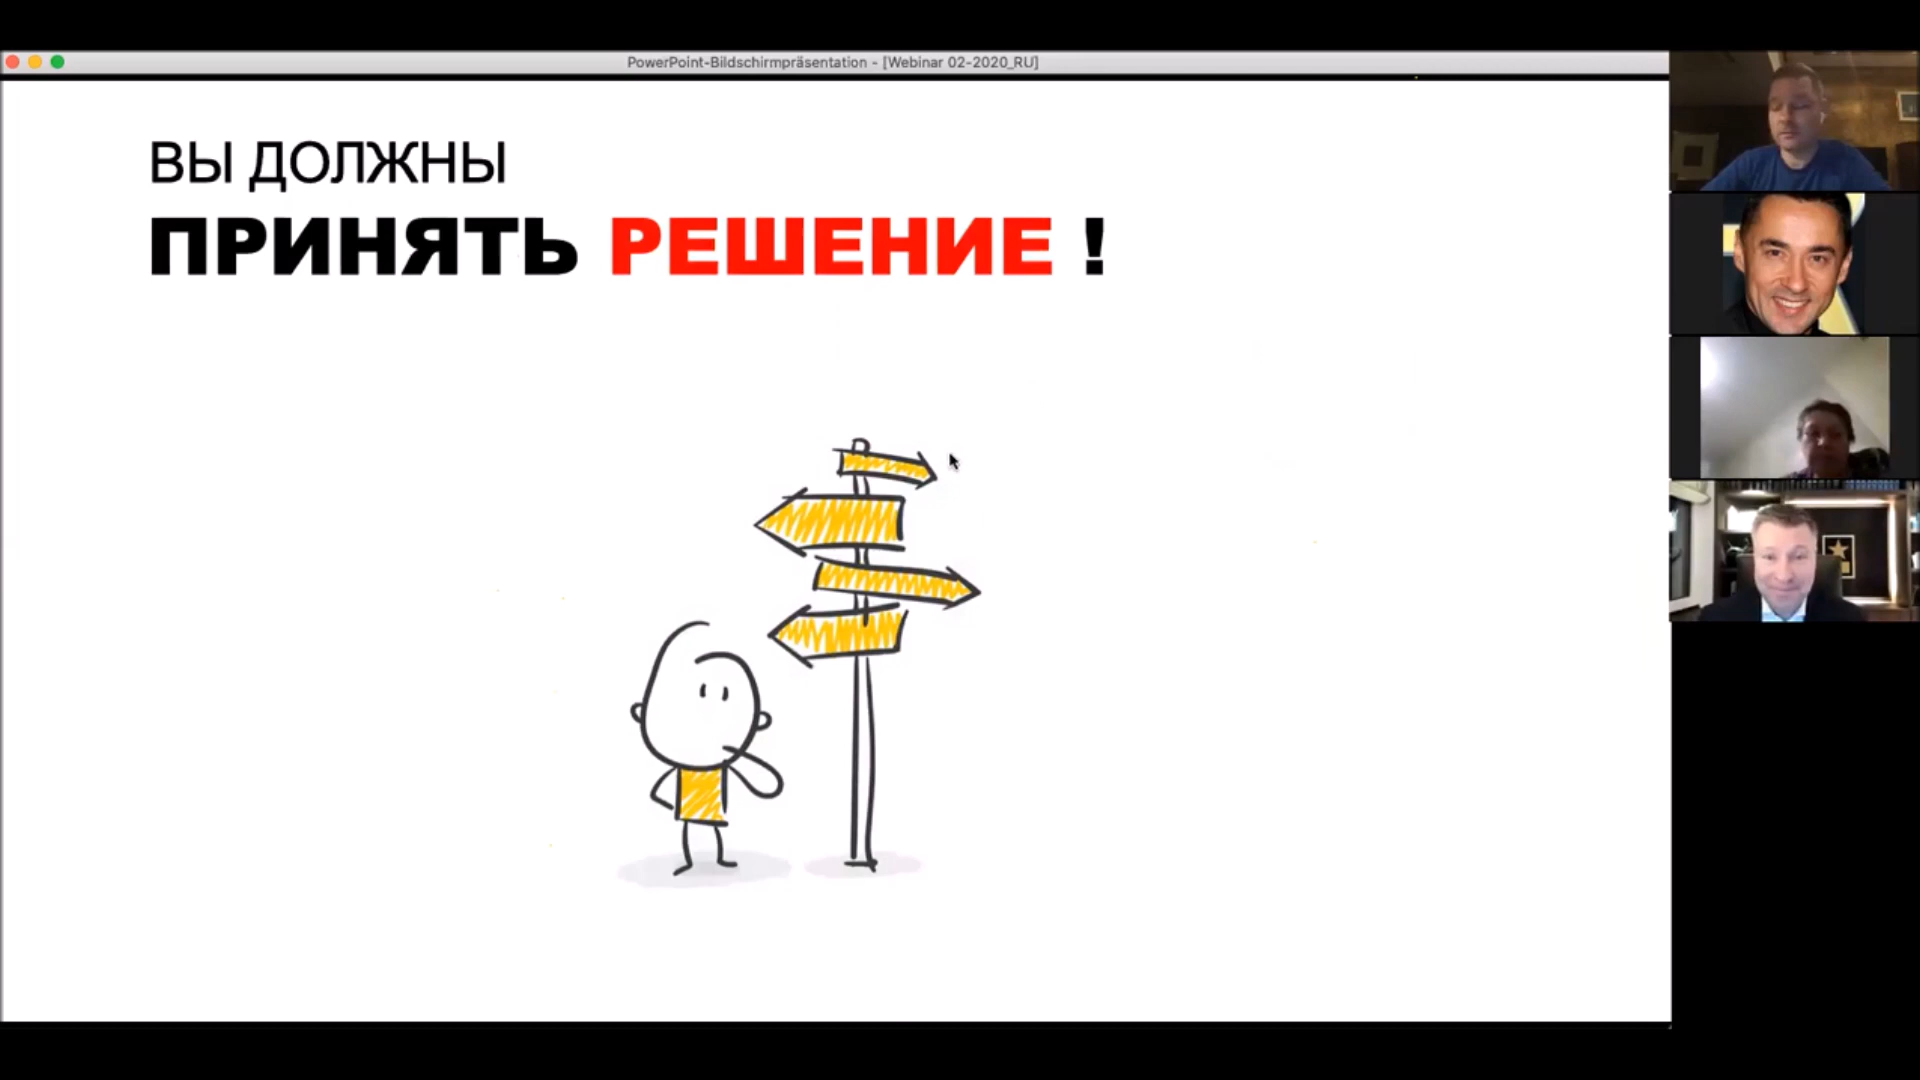 PowerPoint-Bildschirmpräsentation - [Webinar 02-2020_RU]
ВЫ ДОЛЖНЫ
ПРИНЯТЬ РЕШЕНИЕ !